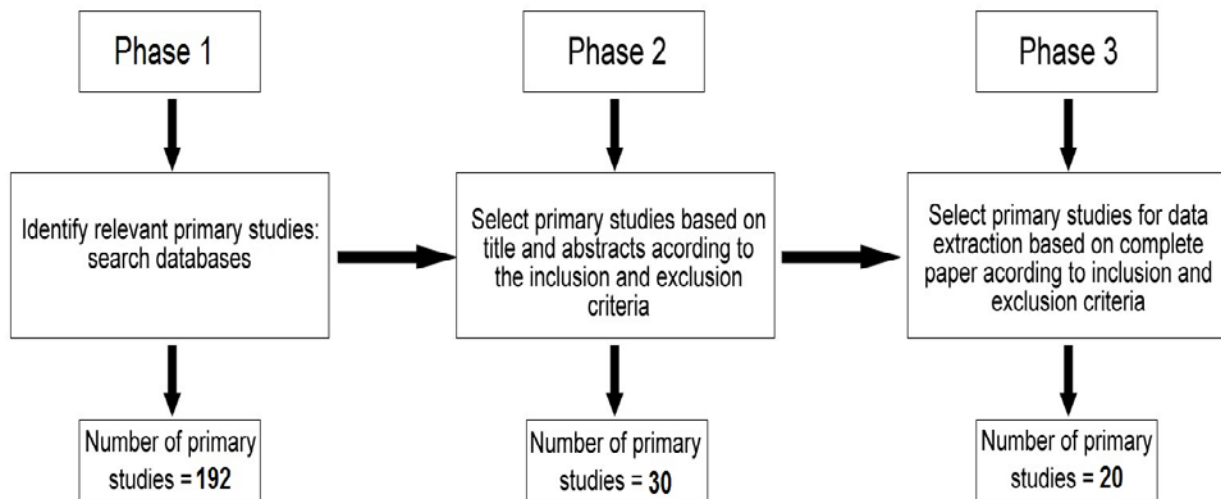 Phase 1
Phase 2
Phase 3
Identify relevant primary studies:
search databases
Select primary studies based on
title and abstracts acording to
the inclusion and exclusion
criteria
Select primary studies for data
extraction based on complete
paper acording to inclusion and
exclusion criteria
Number of primary
studies = 192
Number of primary
studies = 30
Number of primary
studies = 20